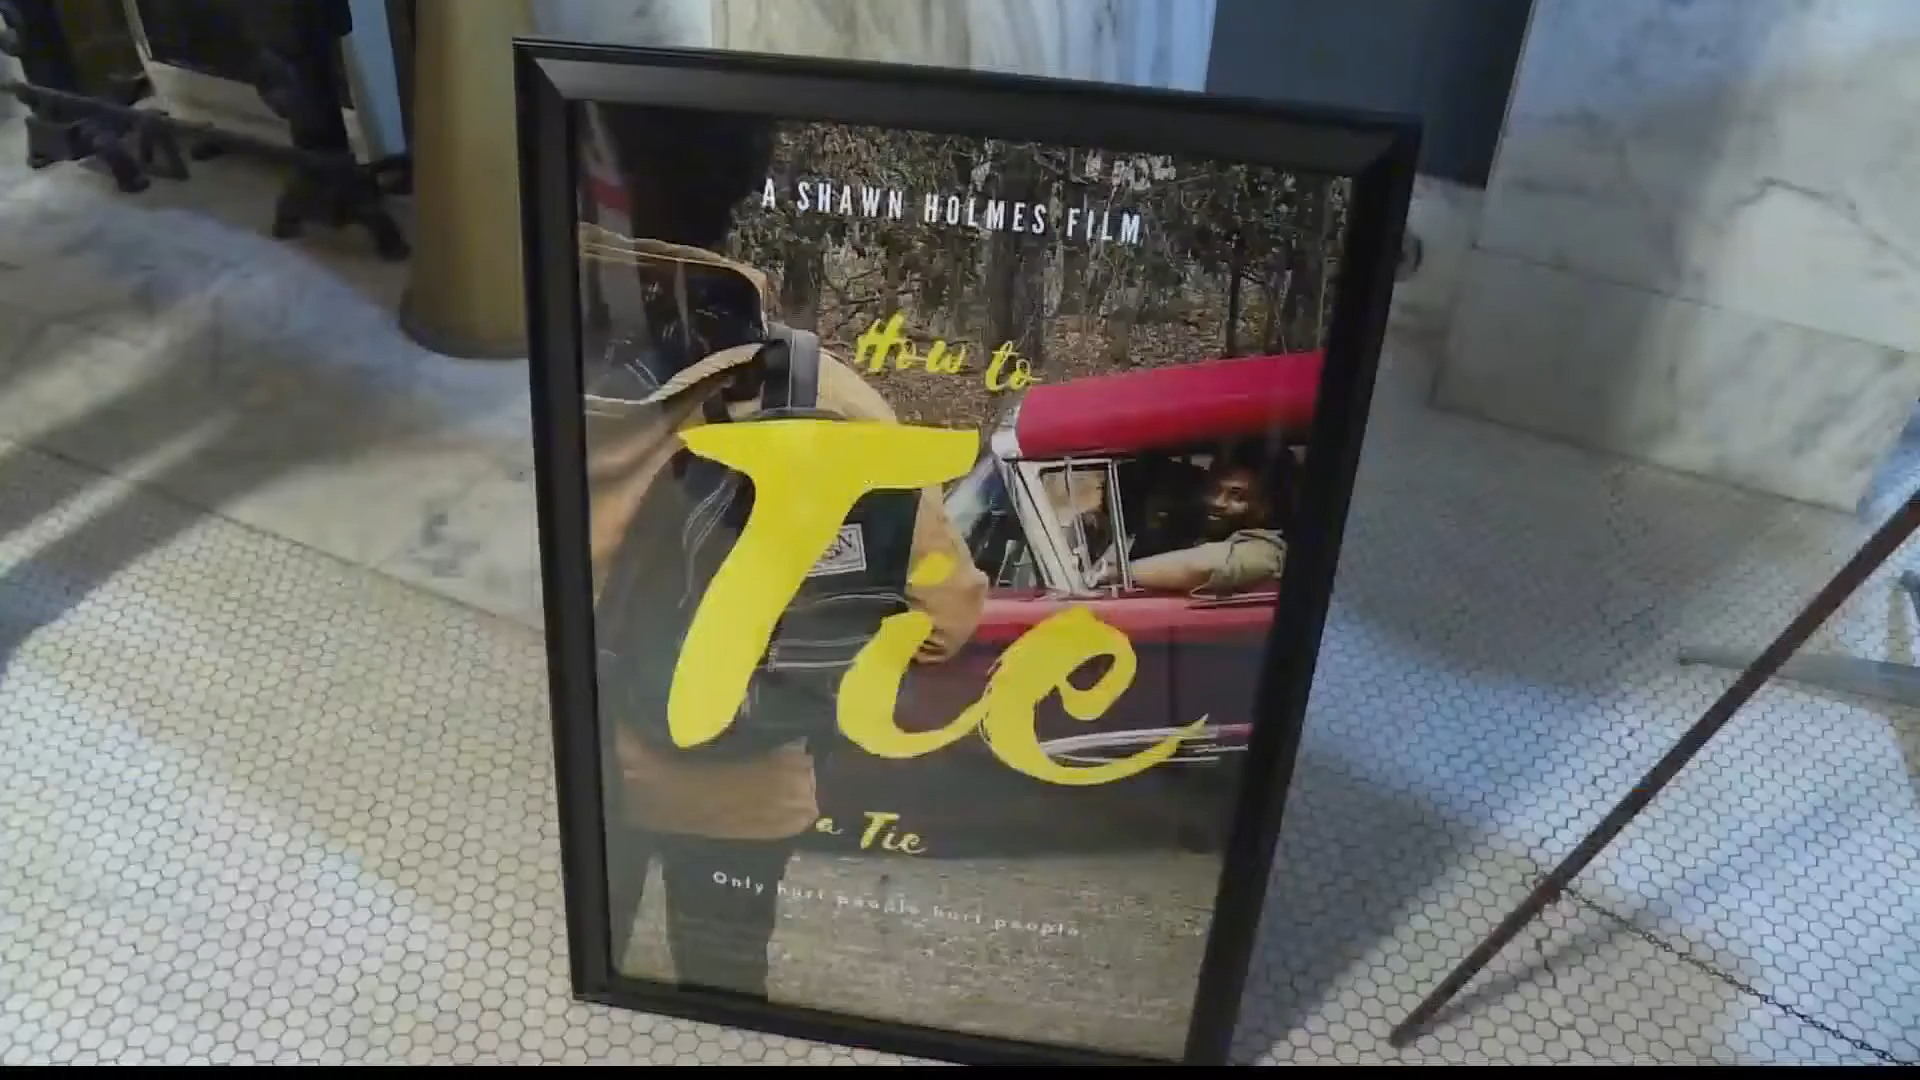 A SHAWN HOLMES FILM
How to
Tie
a Tie
Only hurt people hurt people